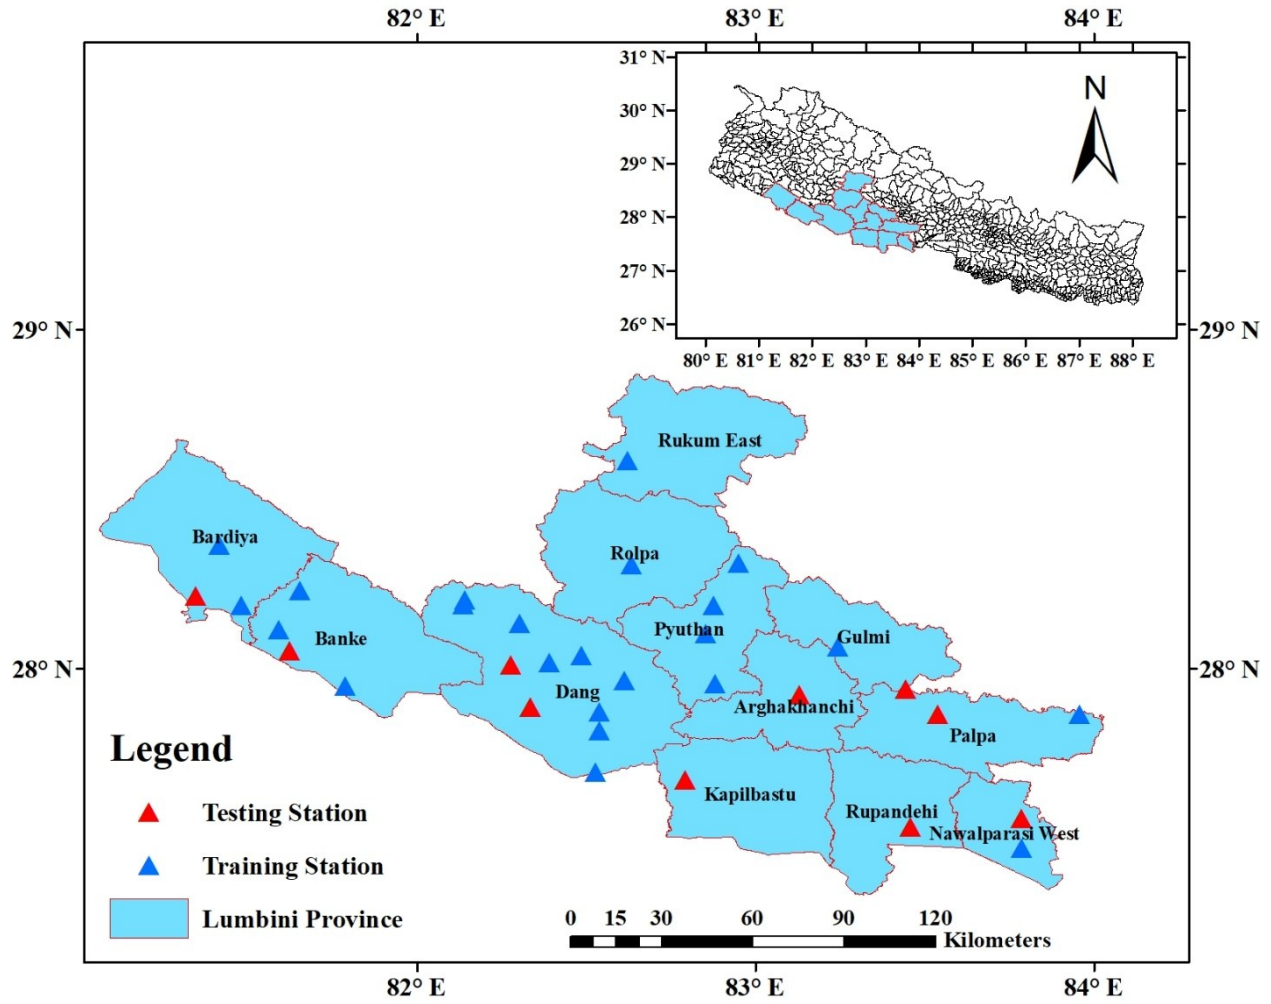 82° E 83° E 84° E
31° N
30° N
29° N
28° N
27° N
26° N
N
80° E 81° E 82° E 83° E 84° E 85° E 86° E 87° E 88° E
29° N 29° N
Rukum East
Bardiya
Rolpa
Banke
Pyuthan
Gulmi
28° N 28° N
Dang
Arghakhanchi
Palpa
Kapilbastu
Rupandehi
Nawalparasi West
Legend
Testing Station
Training Station
Lumbini Province
0 15 30 60 90 120
Kilometers
82° E 83° E 84° E